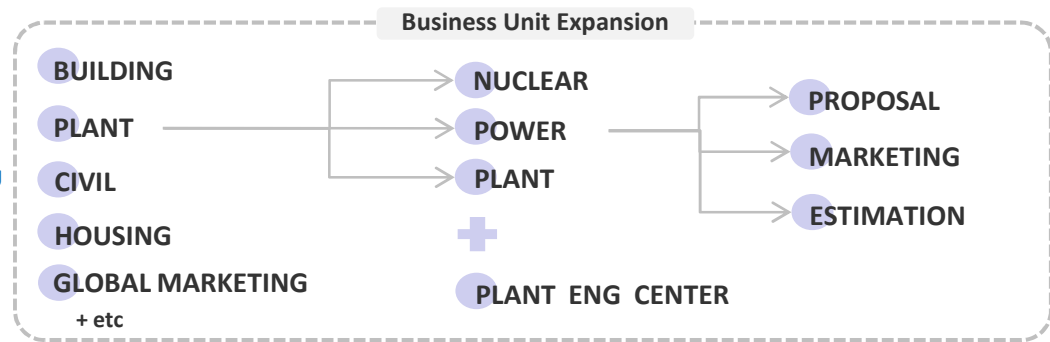 Business Unit Expansion
BUILDING
PLANT
CIVIL
HOUSING
GLOBAL MARKETING
+ etc
NUCLEAR
POWER
PLANT
PLANT ENG CENTER
PROPOSAL
MARKETING
ESTIMATION